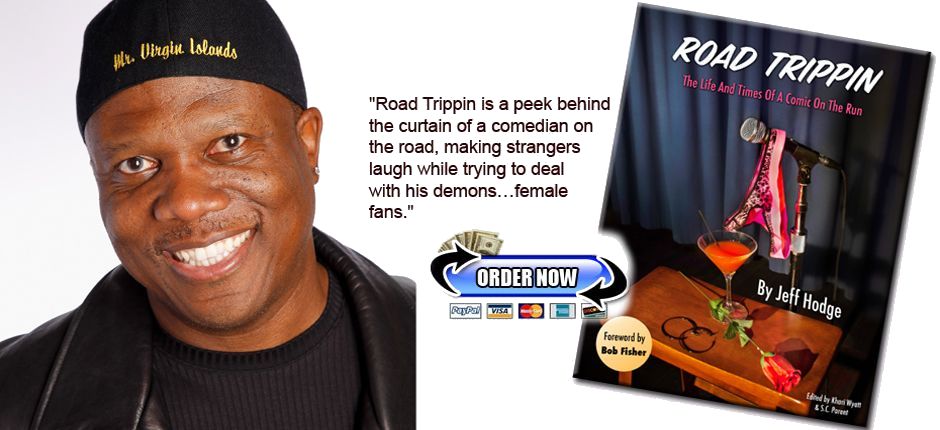 Mr. Virgin Islands
"Road Trippin is a peek behind
the curtain of a comedian on
the road, making strangers
laugh while trying to deal
with his demons…female
fans."
ORDER NOW
PayPal
VISA
MasterCard
ROAD TRIPPIN
The Life And Times Of A Comic On The Run
By Jeff Hodge
Foreword by
Bob Fisher
Edited by Khari Wyatt
& S.C. Parent